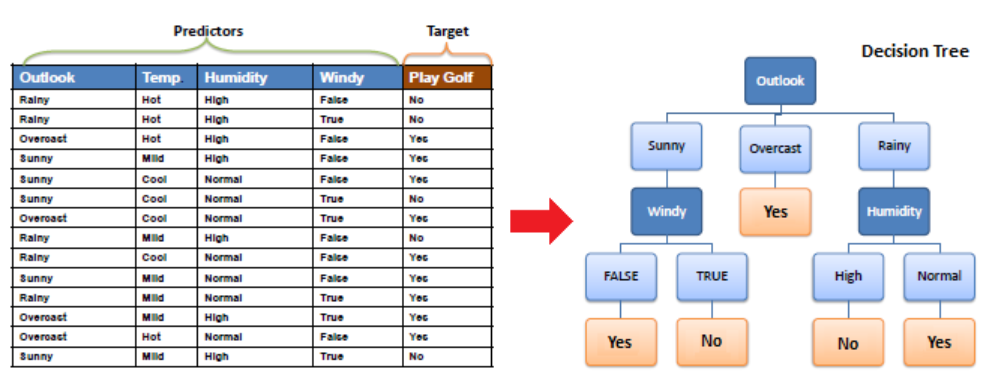 Predictors Target
Outlook Temp. Humidity Windy Play Golf
Rainy Hot High False No
Rainy Hot High True No
Overcast Hot High False Yes
Sunny Mild High False Yes
Sunny Cool Normal False Yes
Sunny Cool Normal True No
Overcast Cool Normal True Yes
Rainy Mild High False No
Rainy Cool Normal False Yes
Sunny Mild Normal False Yes
Rainy Mild Normal True Yes
Overcast Mild High True Yes
Overcast Hot Normal False Yes
Sunny Mild High True No
Decision Tree
Outlook
Sunny Overcast Rainy
Windy Yes Humidity
FALSE TRUE High Normal
Yes No No Yes